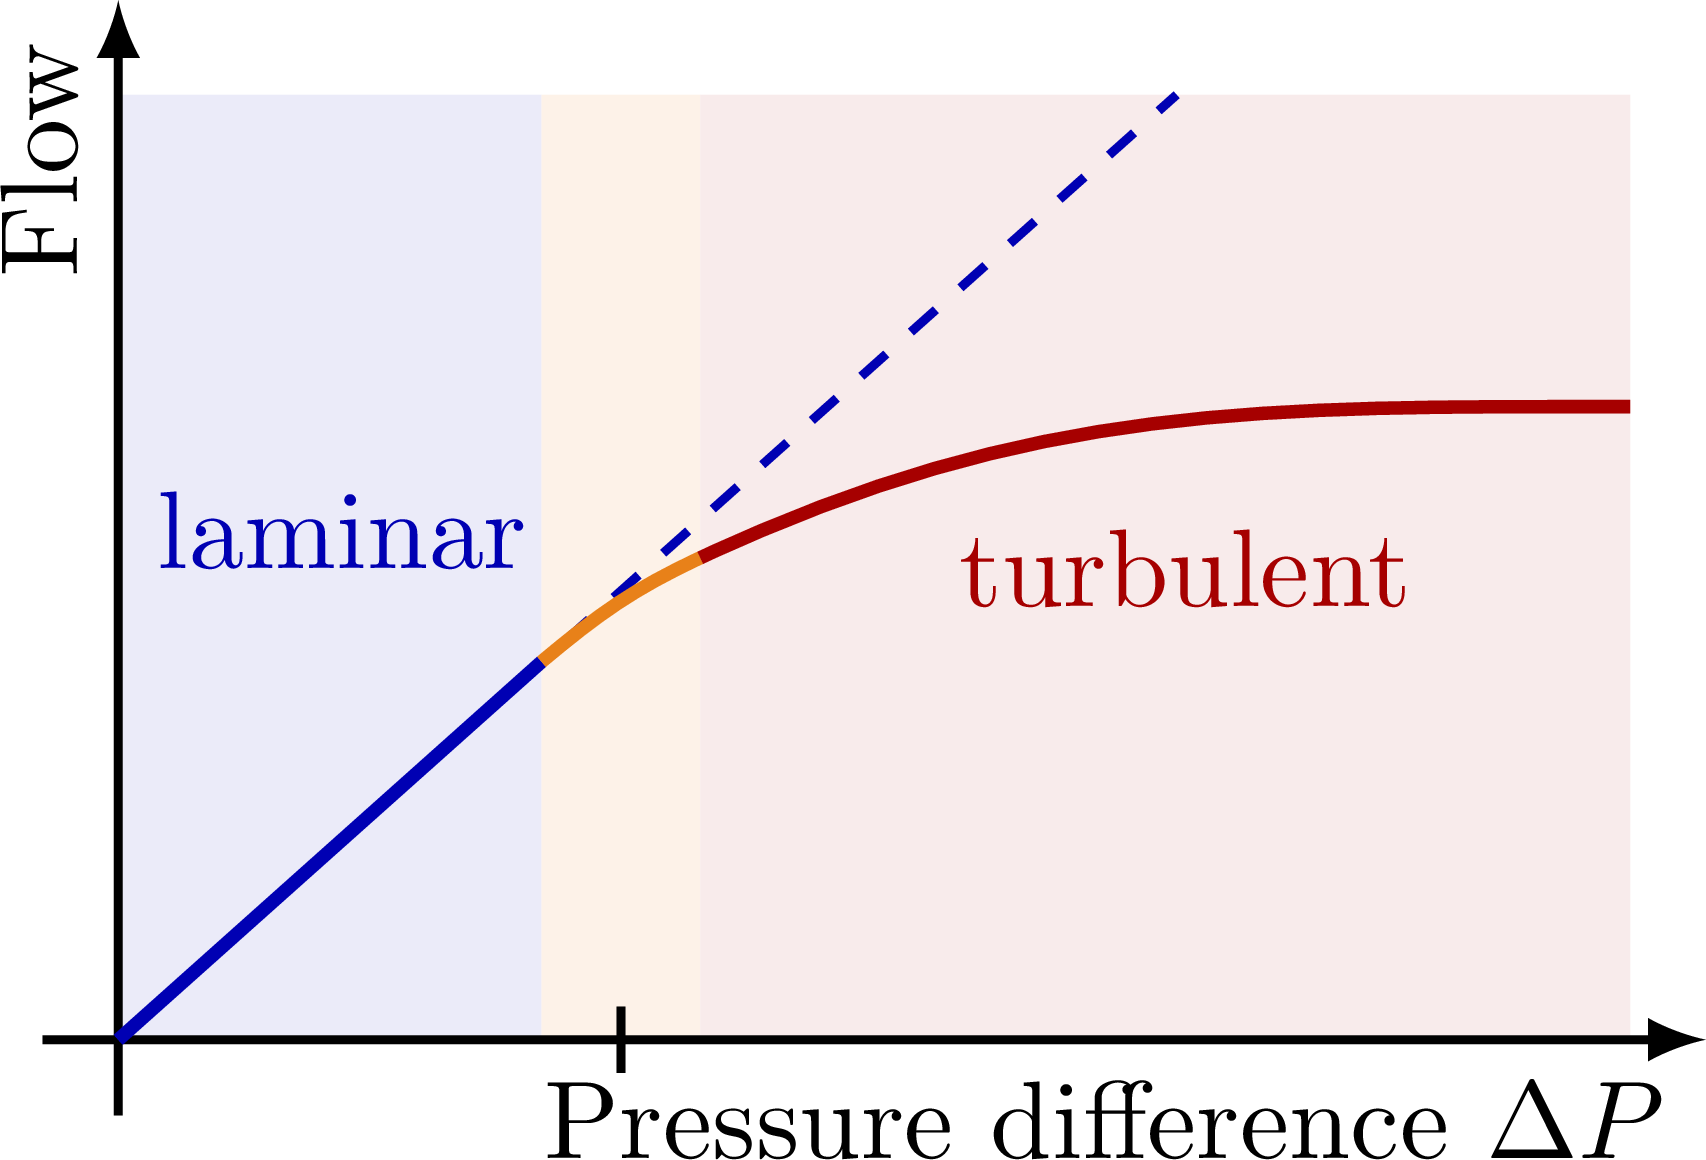 Flow
laminar
turbulent
Pressure difference ΔP